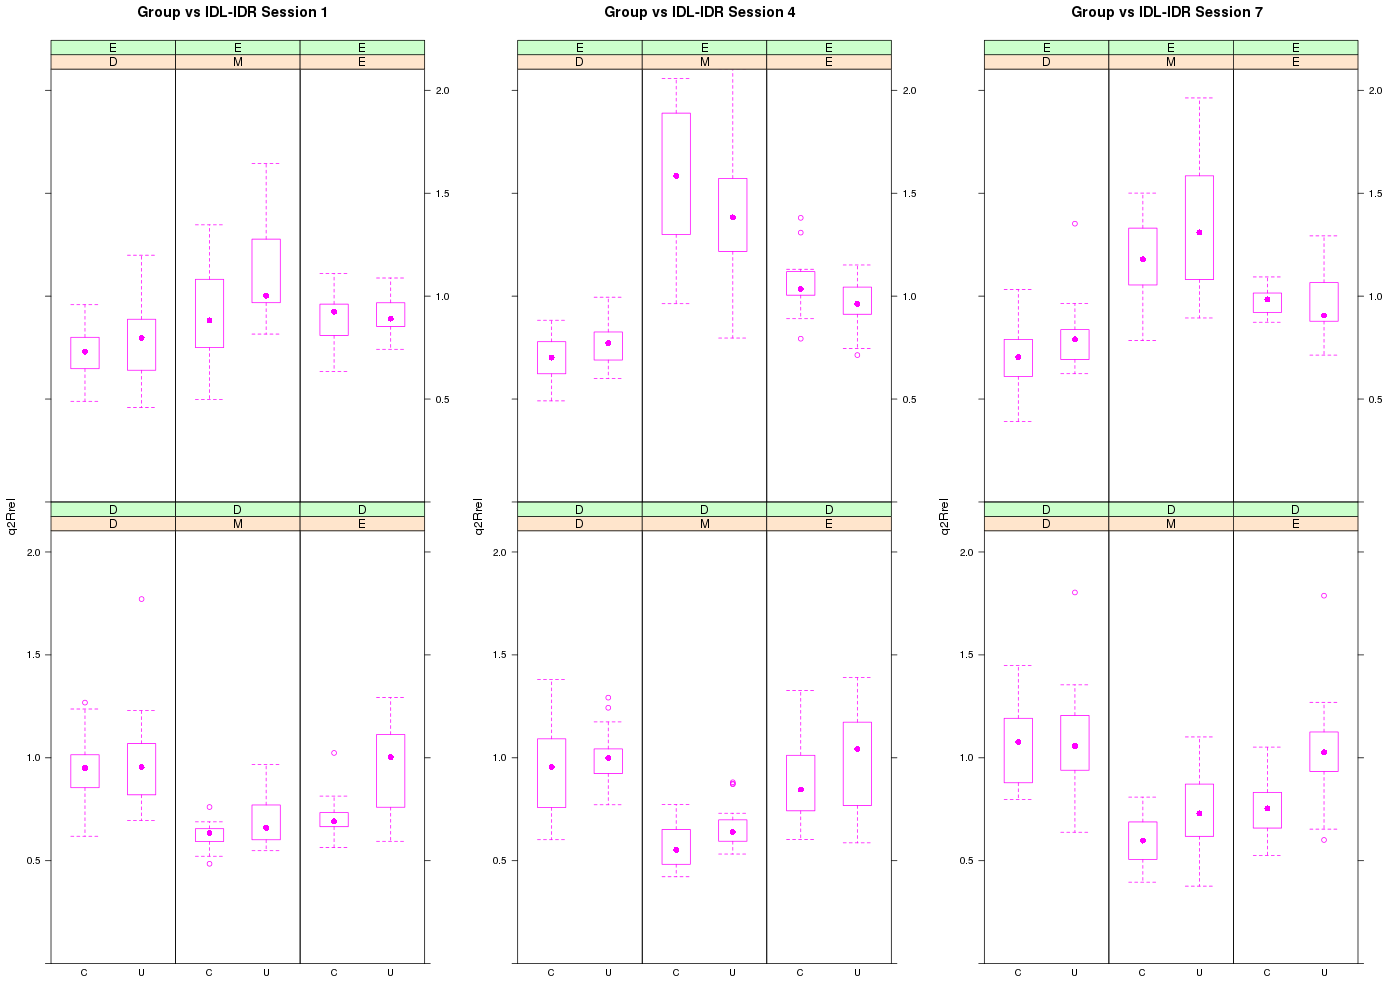 Group vs IDL-IDR Session 1
Group vs IDL-IDR Session 4
Group vs IDL-IDR Session 7
E E E
D M E
E E E
D M E
E E E
D M E
2.0 2.0 2.0
1.5 1.5 1.5
1.0 1.0 1.0
0.5 0.5 0.5
q2Rrel
q2Rrel
q2Rrel
D D D
D M E
D D D
D M E
D D D
D M E
2.0 2.0 2.0
1.5 1.5 1.5
1.0 1.0 1.0
0.5 0.5 0.5
C U C U C U
C U C U C U
C U C U C U